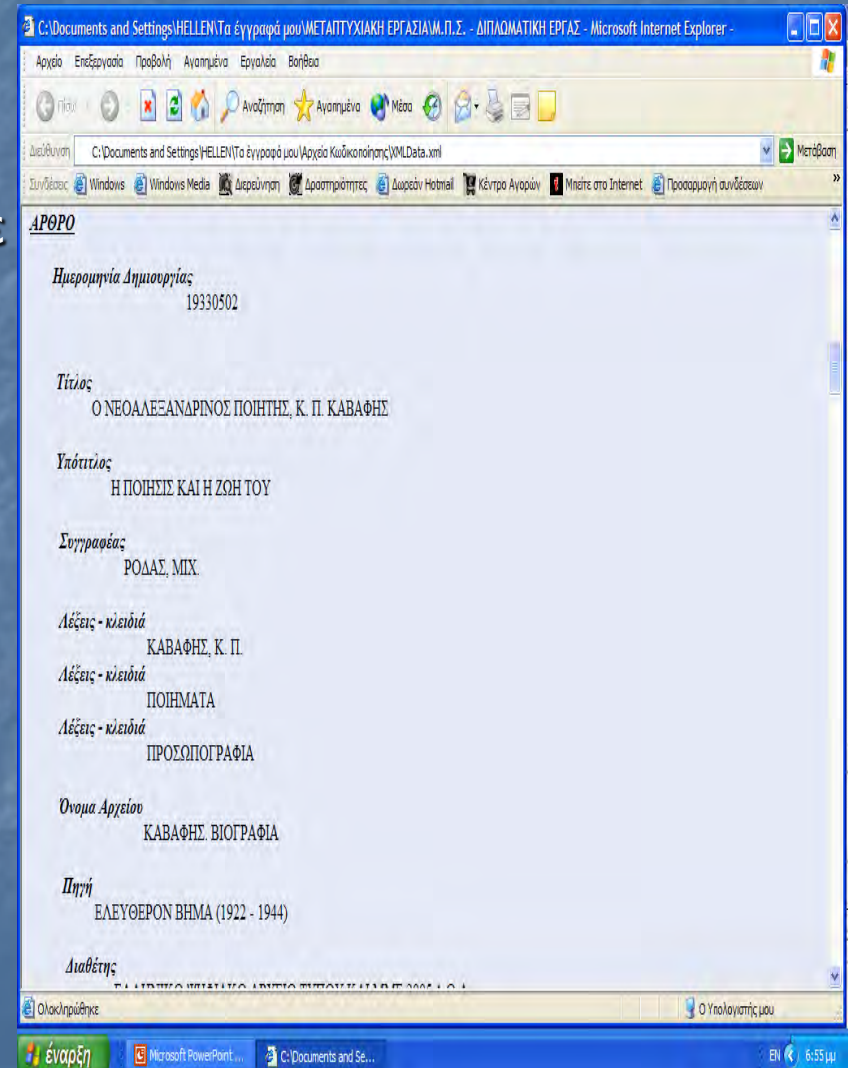 C:\Documents and Settings\HELLEN\Τα έγγραφά μου\ΜΕΤΑΠΤΥΧΙΑΚΗ ΕΡΓΑΣΙΑ\Μ.Π.Σ. - ΔΙΠΛΩΜΑΤΙΚΗ ΕΡΓΑΣ - Microsoft Internet Explorer -
Αρχείο Επεξεργασία Προβολή Αγαπημένα Εργαλεία Βοήθεια
Πίσω Αναζήτηση Αγαπημένα Μέσα
Διεύθυνση C:\Documents and Settings\HELLEN\Τα έγγραφά μου\Αρχεία Κωδικοποίησης\XMLData.xml Μετάβαση
Συνδέσεις Windows Windows Media Διερεύνηση Δραστηριότητες Δωρεάν Hotmail Κέντρο Αγορών Μπείτε στο Internet Προσαρμογή συνδέσεων »
ΑΡΘΡΟ
Ημερομηνία Δημιουργίας
19330502
Τίτλος
Ο ΝΕΟΑΛΕΞΑΝΔΡΙΝΟΣ ΠΟΙΗΤΗΣ, Κ. Π. ΚΑΒΑΦΗΣ
Υπότιτλος
Η ΠΟΙΗΣΙΣ ΚΑΙ Η ΖΩΗ ΤΟΥ
Συγγραφέας
ΡΟΔΑΣ, ΜΙΧ.
Λέξεις - κλειδιά
ΚΑΒΑΦΗΣ, Κ. Π.
Λέξεις - κλειδιά
ΠΟΙΗΜΑΤΑ
Λέξεις - κλειδιά
ΠΡΟΣΩΠΟΓΡΑΦΙΑ
Όνομα Αρχείου
ΚΑΒΑΦΗΣ. ΒΙΟΓΡΑΦΙΑ
Πηγή
ΕΛΕΥΘΕΡΟΝ ΒΗΜΑ (1922 - 1944)
Διαθέτης
Ολοκληρώθηκε Ο Υπολογιστής μου
έναρξη Microsoft PowerPoint ... C:\Documents and Se... EN 6:55 μμ